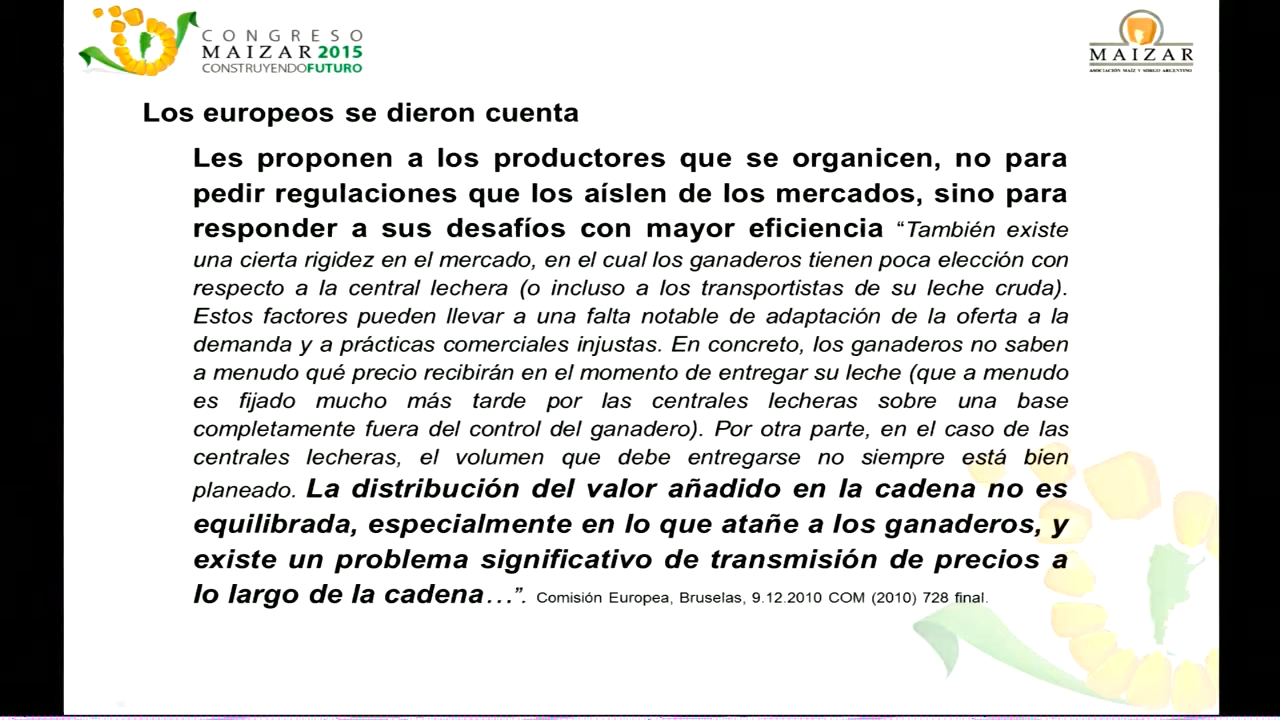 CONGRESO
MAIZAR 2015
CONSTRUYENDOFUTURO
MAIZAR
ASOCIACIÓN MAÍZ Y SORGO ARGENTINO
Los europeos se dieron cuenta
Les proponen a los productores que se organicen, no para
pedir regulaciones que los aíslen de los mercados, sino para
responder a sus desafíos con mayor eficiencia “También existe
una cierta rigidez en el mercado, en el cual los ganaderos tienen poca elección con
respecto a la central lechera (o incluso a los transportistas de su leche cruda).
Estos factores pueden llevar a una falta notable de adaptación de la oferta a la
demanda y a prácticas comerciales injustas. En concreto, los ganaderos no saben
a menudo qué precio recibirán en el momento de entregar su leche (que a menudo
es fijado mucho más tarde por las centrales lecheras sobre una base
completamente fuera del control del ganadero). Por otra parte, en el caso de las
centrales lecheras, el volumen que debe entregarse no siempre está bien
planeado. La distribución del valor añadido en la cadena no es
equilibrada, especialmente en lo que atañe a los ganaderos, y
existe un problema significativo de transmisión de precios a
lo largo de la cadena…”. Comisión Europea, Bruselas, 9.12.2010 COM (2010) 728 final.